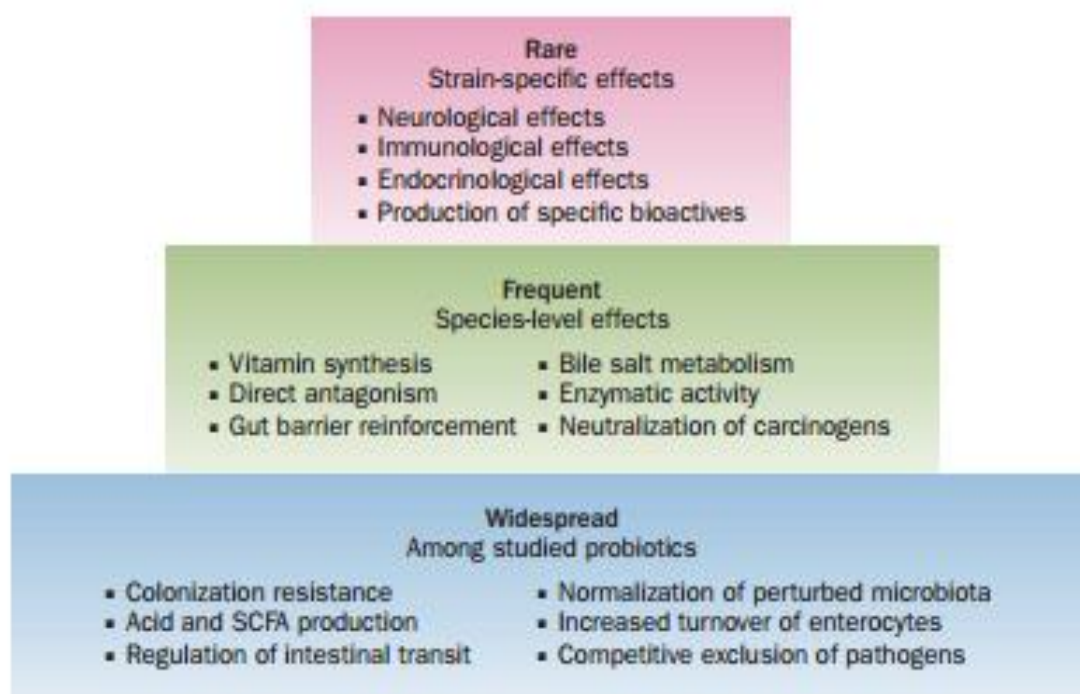 Rare
Strain-specific effects
▪ Neurological effects
▪ Immunological effects
▪ Endocrinological effects
▪ Production of specific bioactives
Frequent
Species-level effects
▪ Vitamin synthesis
▪ Direct antagonism
▪ Gut barrier reinforcement
▪ Bile salt metabolism
▪ Enzymatic activity
▪ Neutralization of carcinogens
Widespread
Among studied probiotics
▪ Colonization resistance
▪ Acid and SCFA production
▪ Regulation of intestinal transit
▪ Normalization of perturbed microbiota
▪ Increased turnover of enterocytes
▪ Competitive exclusion of pathogens